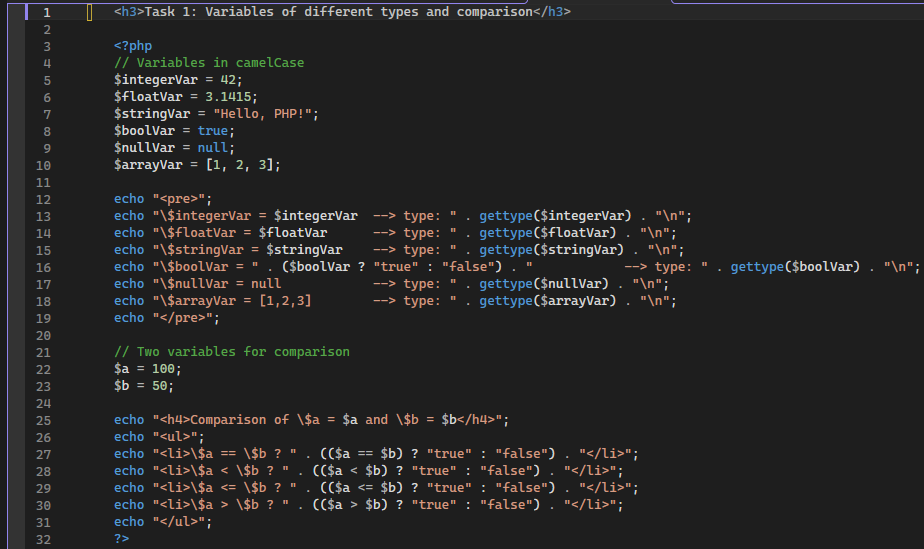 1 <h3>Task 1: Variables of different types and comparison</h3>
2
3 <?php
4 // Variables in camelCase
5 $integerVar = 42;
6 $floatVar = 3.1415;
7 $stringVar = "Hello, PHP!";
8 $boolVar = true;
9 $nullVar = null;
10 $arrayVar = [1, 2, 3];
11
12 echo "<pre>";
13 echo "\$integerVar = $integerVar  --> type: " . gettype($integerVar) . "\n";
14 echo "\$floatVar = $floatVar      --> type: " . gettype($floatVar) . "\n";
15 echo "\$stringVar = $stringVar    --> type: " . gettype($stringVar) . "\n";
16 echo "\$boolVar = " . ($boolVar ? "true" : "false") . "            --> type: " . gettype($boolVar) . "\n";
17 echo "\$nullVar = null            --> type: " . gettype($nullVar) . "\n";
18 echo "\$arrayVar = [1,2,3]        --> type: " . gettype($arrayVar) . "\n";
19 echo "</pre>";
20
21 // Two variables for comparison
22 $a = 100;
23 $b = 50;
24
25 echo "<h4>Comparison of \$a = $a and \$b = $b</h4>";
26 echo "<ul>";
27 echo "<li>\$a == \$b ? " . (($a == $b) ? "true" : "false") . "</li>";
28 echo "<li>\$a < \$b ? " . (($a < $b) ? "true" : "false") . "</li>";
29 echo "<li>\$a <= \$b ? " . (($a <= $b) ? "true" : "false") . "</li>";
30 echo "<li>\$a > \$b ? " . (($a > $b) ? "true" : "false") . "</li>";
31 echo "</ul>";
32 ?>